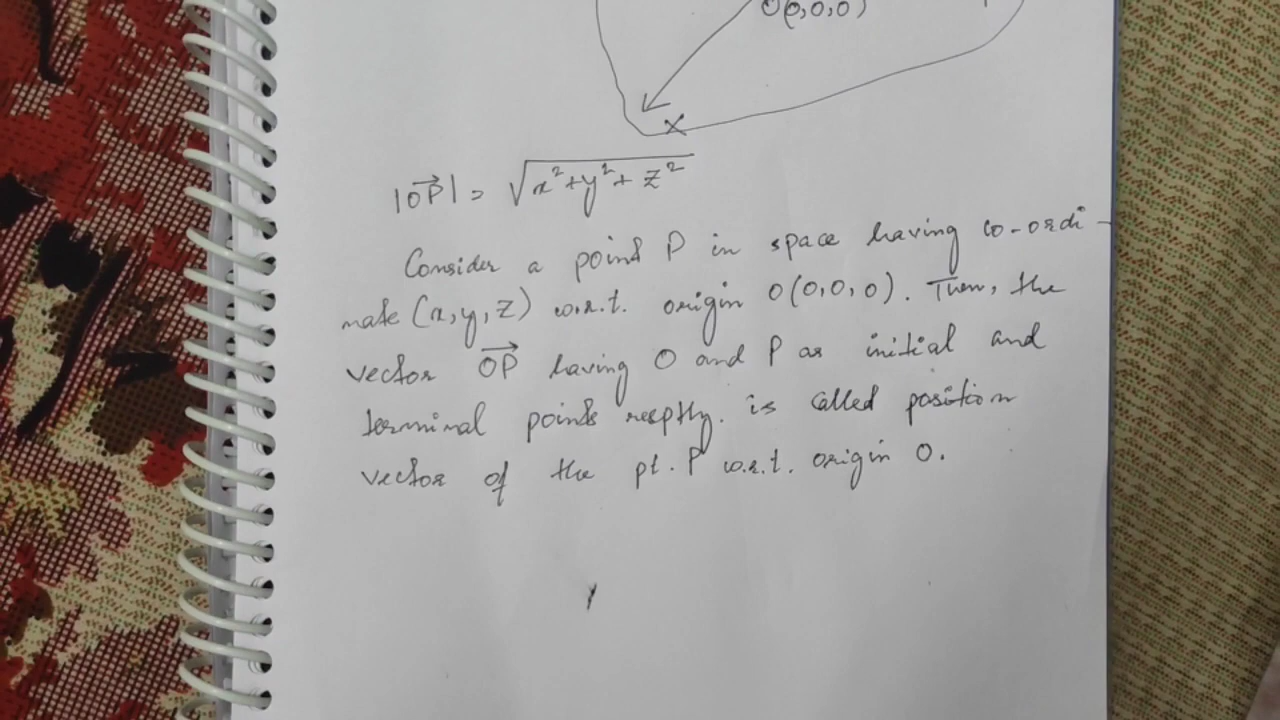 O(0,0,0)
X
|OP⃗| = √x²+y²+z²
Consider a point P in space having co-ordi-
nate (x,y,z) w.r.t. origin O(0,0,0). Then, the
vector OP⃗ having O and P as initial and
terminal points resptly. is called position
vector of the pt. P w.r.t. origin O.